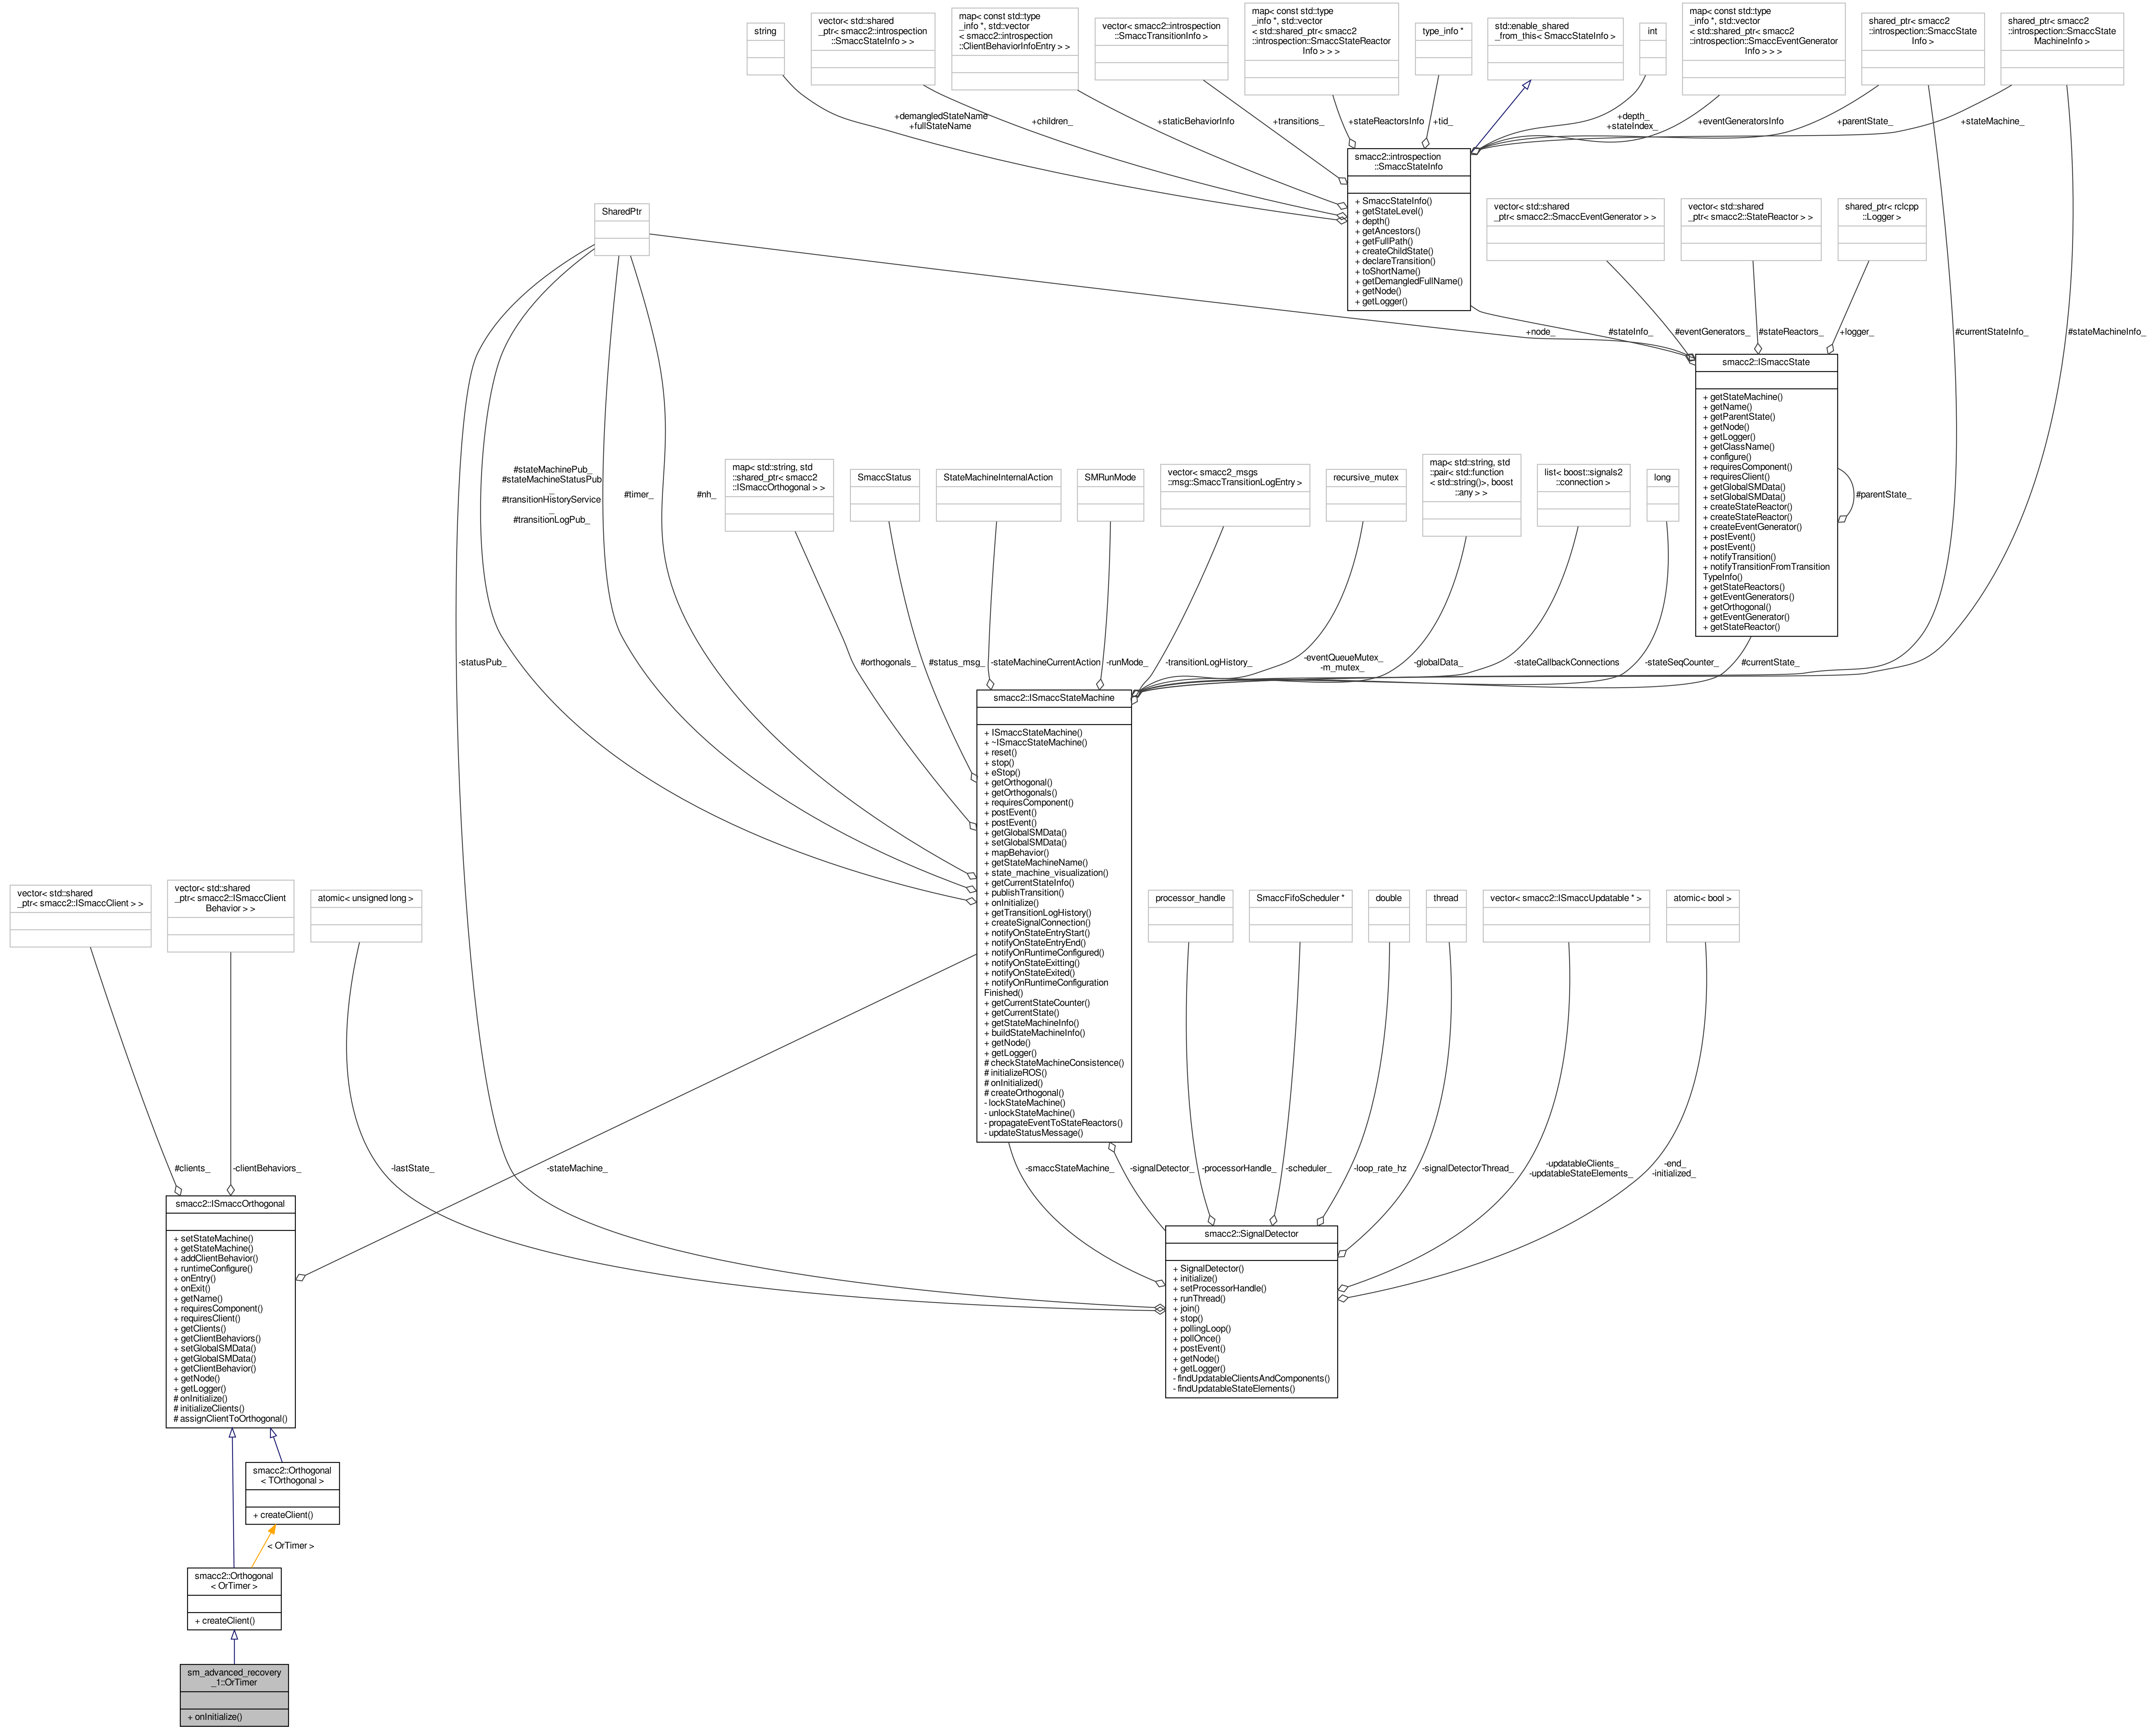 string
vector< std::shared
_ptr< smacc2::introspection
::SmaccStateInfo > >
map< const std::type
_info *, std::vector
< smacc2::introspection
::ClientBehaviorInfoEntry > >
vector< smacc2::introspection
::SmaccTransitionInfo >
map< const std::type
_info *, std::vector
< std::shared_ptr< smacc2
::introspection::SmaccStateReactor
Info > > >
type_info *
std::enable_shared
_from_this< SmaccStateInfo >
int
map< const std::type
_info *, std::vector
< std::shared_ptr< smacc2
::introspection::SmaccEventGenerator
Info > > >
shared_ptr< smacc2
::introspection::SmaccState
Info >
shared_ptr< smacc2
::introspection::SmaccState
MachineInfo >
+demangledStateName
+fullStateName
+children_
+staticBehaviorInfo
+transitions_
+stateReactorsInfo
+tid_
+depth_
+stateIndex_
+eventGeneratorsInfo
+parentState_
+stateMachine_
smacc2::introspection
::SmaccStateInfo
+ SmaccStateInfo()
+ getStateLevel()
+ depth()
+ getAncestors()
+ getFullPath()
+ createChildState()
+ declareTransition()
+ toShortName()
+ getDemangledFullName()
+ getNode()
+ getLogger()
SharedPtr
vector< std::shared
_ptr< smacc2::SmaccEventGenerator > >
vector< std::shared
_ptr< smacc2::StateReactor > >
shared_ptr< rclcpp
::Logger >
+node_
#stateInfo_
#eventGenerators_
#stateReactors_
+logger_
#currentStateInfo_
#stateMachineInfo_
smacc2::ISmaccState
+ getStateMachine()
+ getName()
+ getParentState()
+ getNode()
+ getLogger()
+ getClassName()
+ configure()
+ requiresComponent()
+ requiresClient()
+ getGlobalSMData()
+ setGlobalSMData()
+ createStateReactor()
+ createStateReactor()
+ createEventGenerator()
+ postEvent()
+ postEvent()
+ notifyTransition()
+ notifyTransitionFromTransition
TypeInfo()
+ getStateReactors()
+ getEventGenerators()
+ getOrthogonal()
+ getEventGenerator()
+ getStateReactor()
#parentState_
#stateMachinePub_
#stateMachineStatusPub
_
#transitionHistoryService
_
#transitionLogPub_
#timer_
#nh_
map< std::string, std
::shared_ptr< smacc2
::ISmaccOrthogonal > >
SmaccStatus
StateMachineInternalAction
SMRunMode
vector< smacc2_msgs
::msg::SmaccTransitionLogEntry >
recursive_mutex
map< std::string, std
::pair< std::function
< std::string()>, boost
::any > >
list< boost::signals2
::connection >
long
-statusPub_
#orthogonals_
#status_msg_
-stateMachineCurrentAction
-runMode_
-transitionLogHistory_
-eventQueueMutex_
-m_mutex_
-globalData_
-stateCallbackConnections
-stateSeqCounter_
#currentState_
smacc2::ISmaccStateMachine
+ ISmaccStateMachine()
+ ~ISmaccStateMachine()
+ reset()
+ stop()
+ eStop()
+ getOrthogonal()
+ getOrthogonals()
+ requiresComponent()
+ postEvent()
+ postEvent()
+ getGlobalSMData()
+ setGlobalSMData()
+ mapBehavior()
+ getStateMachineName()
+ state_machine_visualization()
+ getCurrentStateInfo()
+ publishTransition()
+ onInitialize()
+ getTransitionLogHistory()
+ createSignalConnection()
+ notifyOnStateEntryStart()
+ notifyOnStateEntryEnd()
+ notifyOnRuntimeConfigured()
+ notifyOnStateExitting()
+ notifyOnStateExited()
+ notifyOnRuntimeConfiguration
Finished()
+ getCurrentStateCounter()
+ getCurrentState()
+ getStateMachineInfo()
+ buildStateMachineInfo()
+ getNode()
+ getLogger()
# checkStateMachineConsistence()
# initializeROS()
# onInitialized()
# createOrthogonal()
- lockStateMachine()
- unlockStateMachine()
- propagateEventToStateReactors()
- updateStatusMessage()
vector< std::shared
_ptr< smacc2::ISmaccClient > >
vector< std::shared
_ptr< smacc2::ISmaccClient
Behavior > >
atomic< unsigned long >
processor_handle
SmaccFifoScheduler *
double
thread
vector< smacc2::ISmaccUpdatable * >
atomic< bool >
#clients_
-clientBehaviors_
-lastState_
-stateMachine_
-smaccStateMachine_
-signalDetector_
-processorHandle_
-scheduler_
-loop_rate_hz
-signalDetectorThread_
-updatableClients_
-updatableStateElements_
-end_
-initialized_
smacc2::ISmaccOrthogonal
+ setStateMachine()
+ getStateMachine()
+ addClientBehavior()
+ runtimeConfigure()
+ onEntry()
+ onExit()
+ getName()
+ requiresComponent()
+ requiresClient()
+ getClients()
+ getClientBehaviors()
+ setGlobalSMData()
+ getGlobalSMData()
+ getClientBehavior()
+ getNode()
+ getLogger()
# onInitialize()
# initializeClients()
# assignClientToOrthogonal()
smacc2::SignalDetector
+ SignalDetector()
+ initialize()
+ setProcessorHandle()
+ runThread()
+ join()
+ stop()
+ pollingLoop()
+ pollOnce()
+ postEvent()
+ getNode()
+ getLogger()
- findUpdatableClientsAndComponents()
- findUpdatableStateElements()
smacc2::Orthogonal
< TOrthogonal >
+ createClient()
< OrTimer >
smacc2::Orthogonal
< OrTimer >
+ createClient()
sm_advanced_recovery
_1::OrTimer
+ onInitialize()